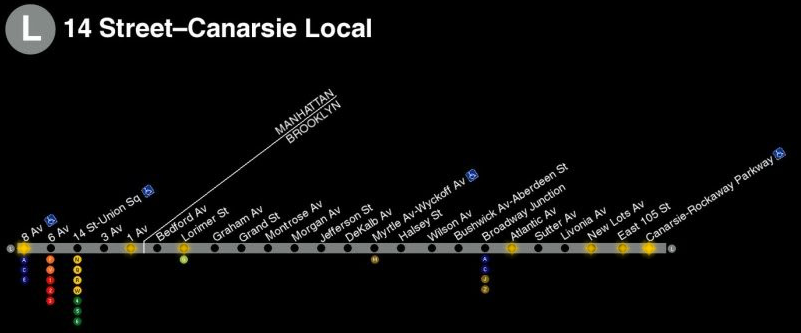 L 14 Street–Canarsie Local
MANHATTAN
BROOKLYN
L
8 Av
6 Av
14 St-Union Sq
3 Av
1 Av
Bedford Av
Lorimer St
Graham Av
Grand St
Montrose Av
Morgan Av
Jefferson St
DeKalb Av
Myrtle Av-Wyckoff Av
Halsey St
Wilson Av
Bushwick Av-Aberdeen St
Broadway Junction
Atlantic Av
Sutter Av
Livonia Av
New Lots Av
East 105 St
Canarsie-Rockaway Parkway
L
A
C
E
1
2
3
N
Q
R
W
4
5
6
M
A
C
J
Z